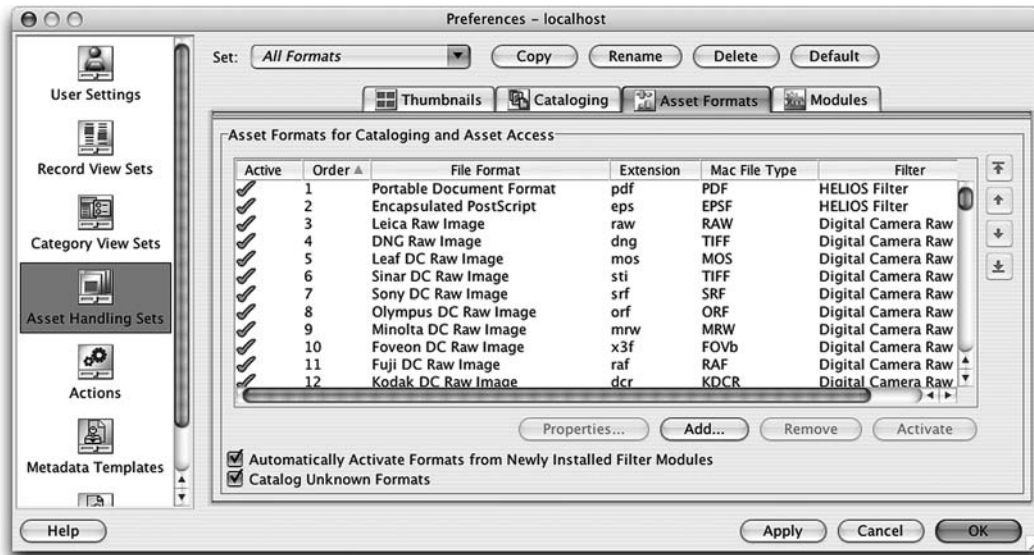 Preferences – localhost
User Settings
Record View Sets
Category View Sets
Asset Handling Sets
Actions
Metadata Templates
Set: All Formats Copy Rename Delete Default
Thumbnails Cataloging Asset Formats Modules
Asset Formats for Cataloging and Asset Access
Active Order File Format Extension Mac File Type Filter
1 Portable Document Format pdf PDF HELIOS Filter
2 Encapsulated PostScript eps EPSF HELIOS Filter
3 Leica Raw Image raw RAW Digital Camera Raw
4 DNG Raw Image dng TIFF Digital Camera Raw
5 Leaf DC Raw Image mos MOS Digital Camera Raw
6 Sinar DC Raw Image sti TIFF Digital Camera Raw
7 Sony DC Raw Image srf SRF Digital Camera Raw
8 Olympus DC Raw Image orf ORF Digital Camera Raw
9 Minolta DC Raw Image mrw MRW Digital Camera Raw
10 Foveon DC Raw Image x3f FOVb Digital Camera Raw
11 Fuji DC Raw Image raf RAF Digital Camera Raw
12 Kodak DC Raw Image dcr KDCR Digital Camera Raw
Properties... Add... Remove Activate
Automatically Activate Formats from Newly Installed Filter Modules
Catalog Unknown Formats
Help Apply Cancel OK